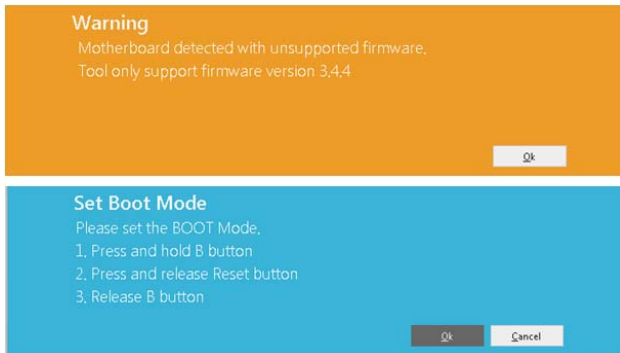 Warning
Motherboard detected with unsupported firmware.
Tool only support firmware version 3.4.4
Ok
Set Boot Mode
Please set the BOOT Mode.
1. Press and hold B button
2. Press and release Reset button
3. Release B button
Ok Cancel